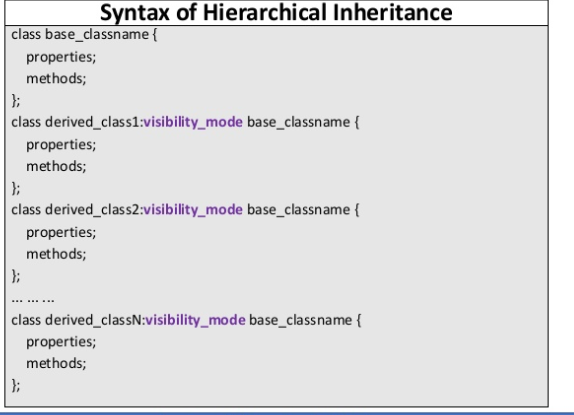 Syntax of Hierarchical Inheritance
class base_classname {
properties;
methods;
};
class derived_class1:visibility_mode base_classname {
properties;
methods;
};
class derived_class2:visibility_mode base_classname {
properties;
methods;
};
... ... ...
class derived_classN:visibility_mode base_classname {
properties;
methods;
};